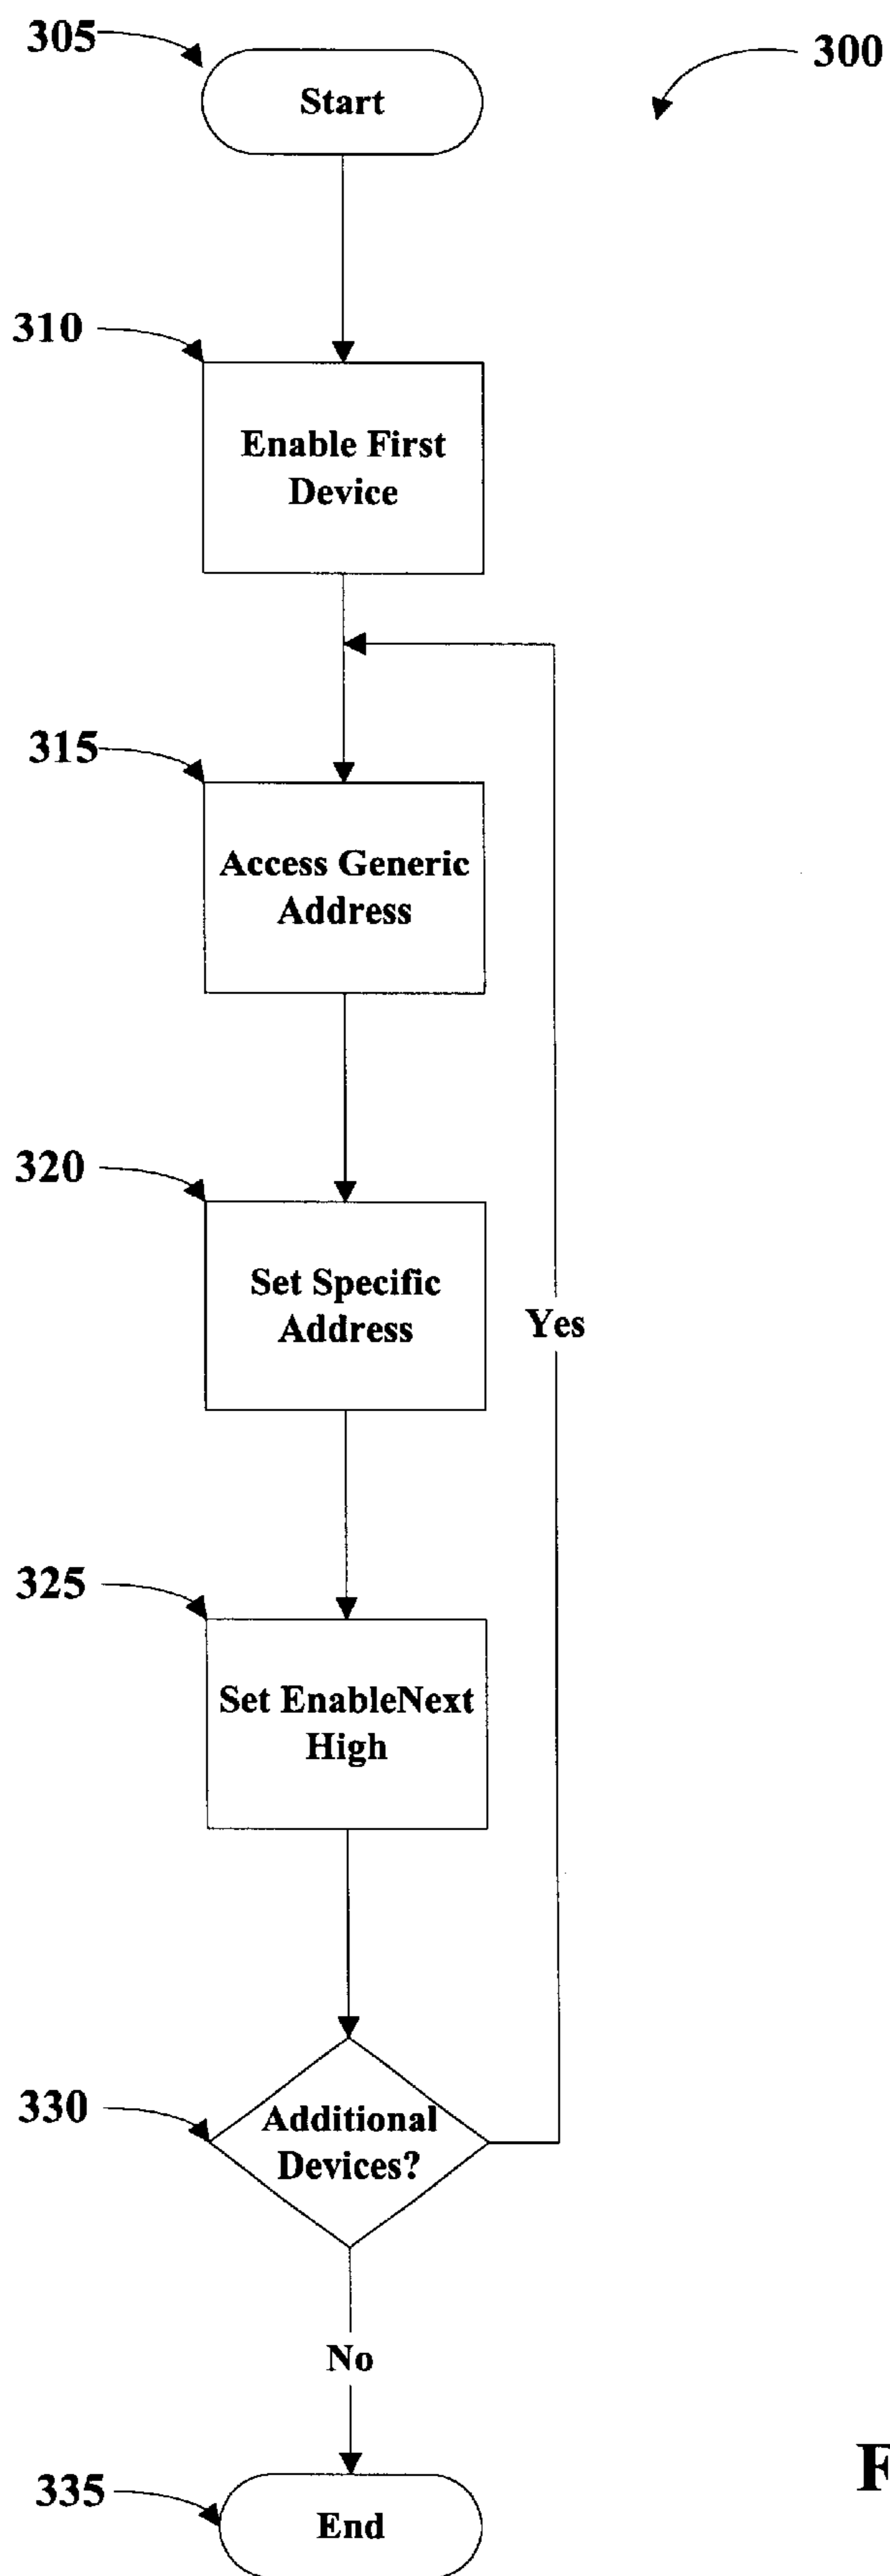 305
Start
300
310
Enable First
Device
315
Access Generic
Address
320
Set Specific
Address
Yes
325
Set EnableNext
High
330
Additional
Devices?
No
335
End
F